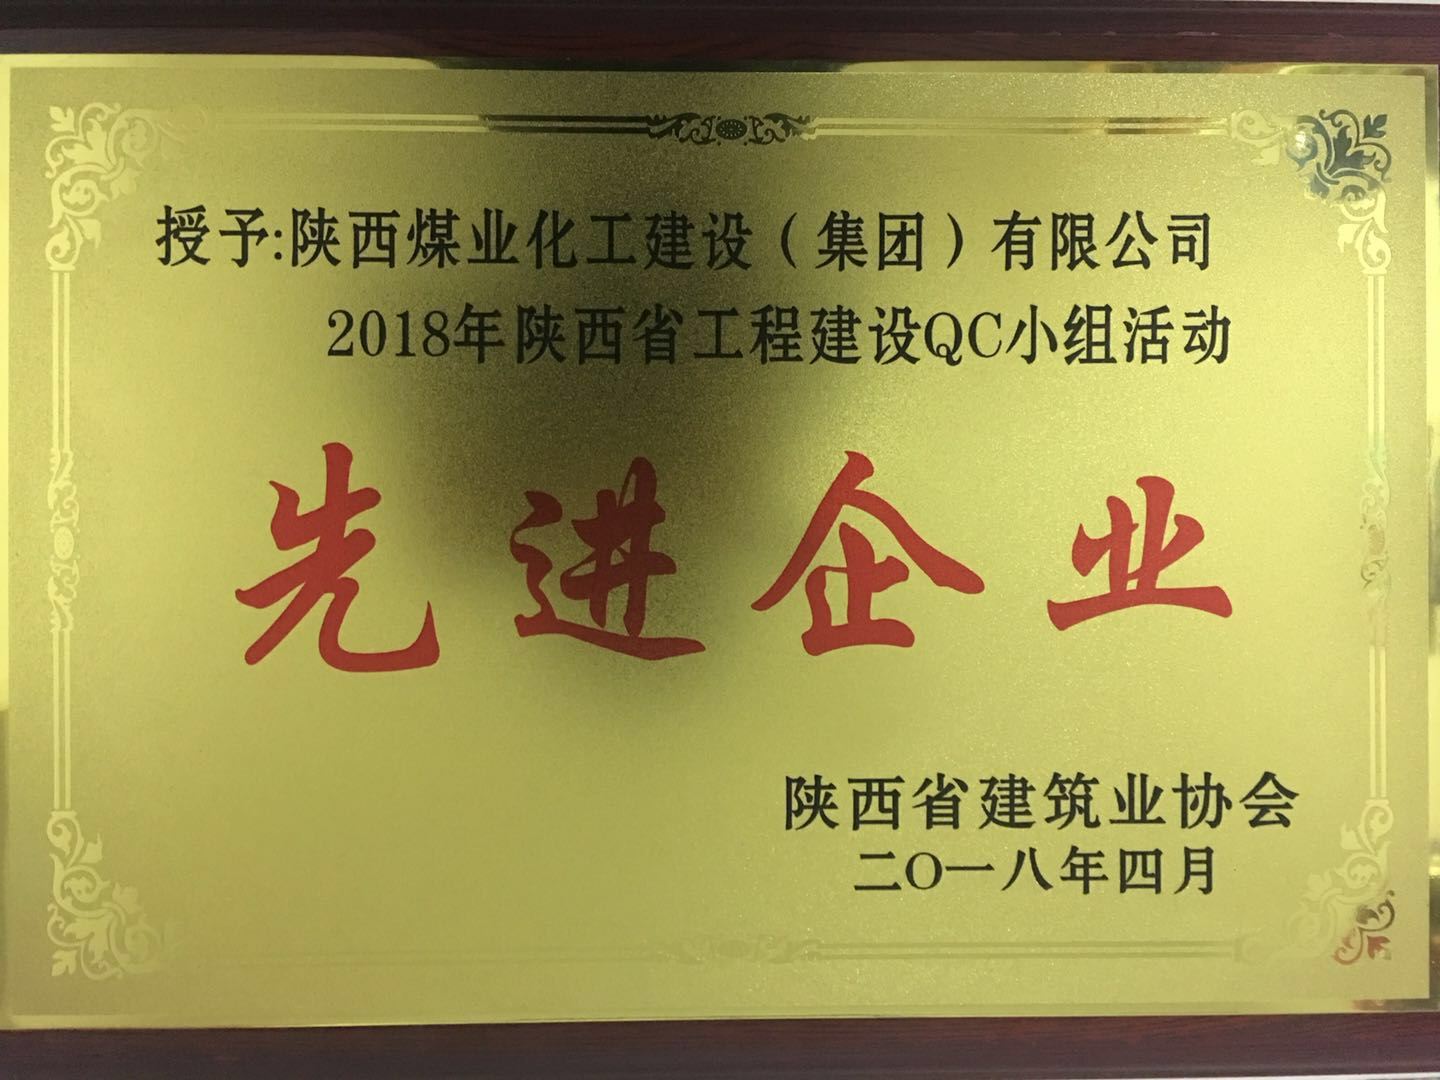 授予:陕西煤业化工建设（集团）有限公司
2018年陕西省工程建设QC小组活动
先进企业
陕西省建筑业协会
二O一八年四月